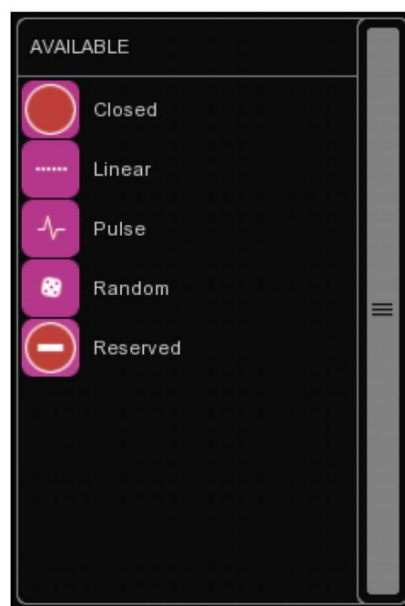 AVAILABLE
Closed
Linear
Pulse
Random
Reserved